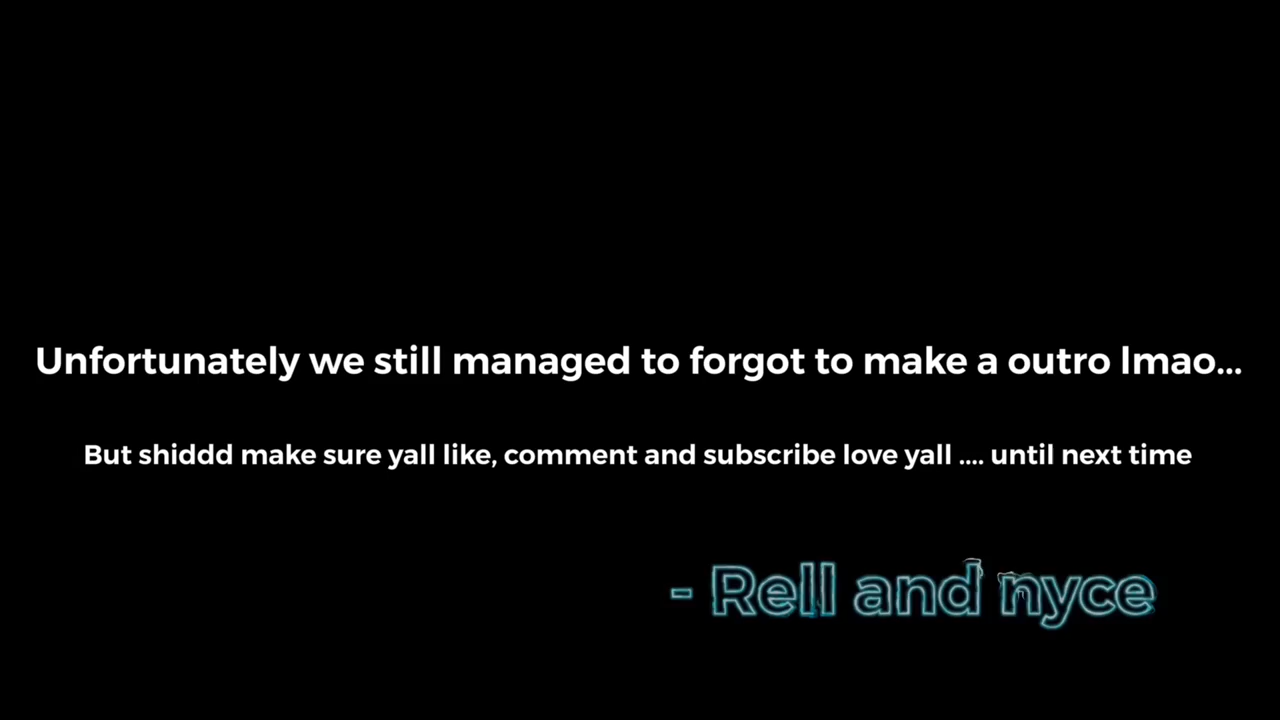 Unfortunately we still managed to forgot to make a outro lmao...
But shiddd make sure yall like, comment and subscribe love yall .... until next time
- Rell and nyce